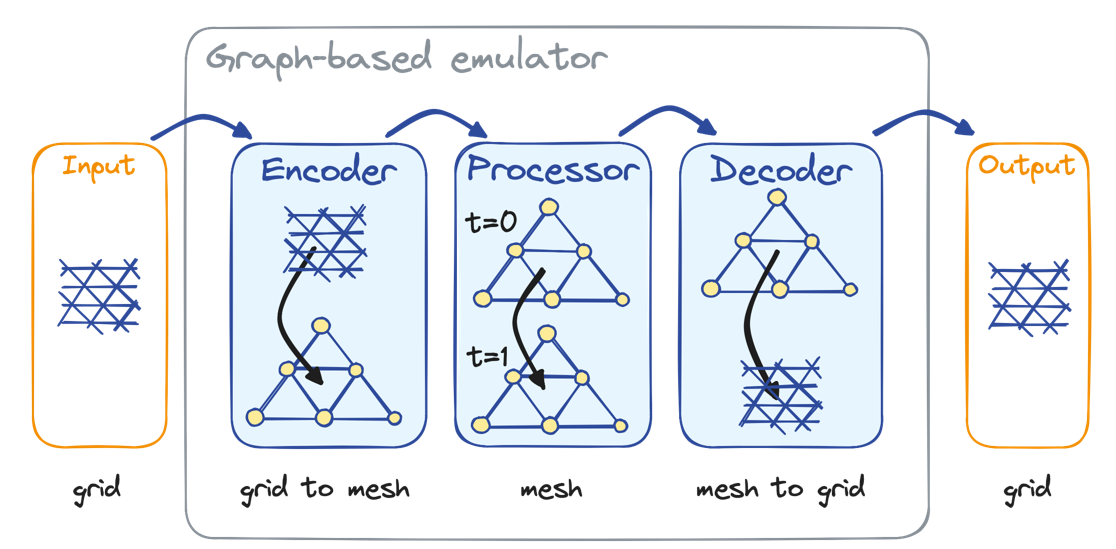 Graph-based emulator
Input
Encoder
Processor
Decoder
Output
t=0
t=1
grid
grid to mesh
mesh
mesh to grid
grid